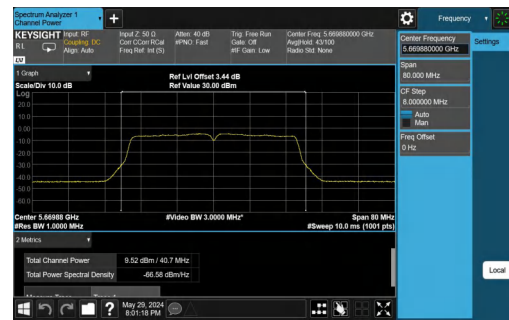 Spectrum Analyzer 1
Channel Power
+
Frequency
KEYSIGHT
RL
Input: RF
Coupling: DC
Align: Auto
Input Z: 50 Ω
Corr CCorr RCal
Freq Ref: Int (S)
Atten: 40 dB
#PNO: Fast
Trig: Free Run
Gate: Off
#IF Gain: Low
Center Freq: 5.669880000 GHz
Avg|Hold: 43/100
Radio Std: None
Center Frequency
5.669880000 GHz
Settings
Span
80.000 MHz
CF Step
8.000000 MHz
Auto
Man
Freq Offset
0 Hz
Local
1 Graph
Scale/Div 10.0 dB
Ref Lvl Offset 3.44 dB
Ref Value 30.00 dBm
Log
20.0
10.0
0.00
-10.0
-20.0
-30.0
-40.0
-50.0
-60.0
Center 5.66988 GHz
#Res BW 1.0000 MHz
#Video BW 3.0000 MHz*
Span 80 MHz
#Sweep 10.0 ms (1001 pts)
2 Metrics
Total Channel Power 9.52 dBm / 40.7 MHz
Total Power Spectral Density -66.58 dBm/Hz
?
May 29, 2024
8:01:18 PM